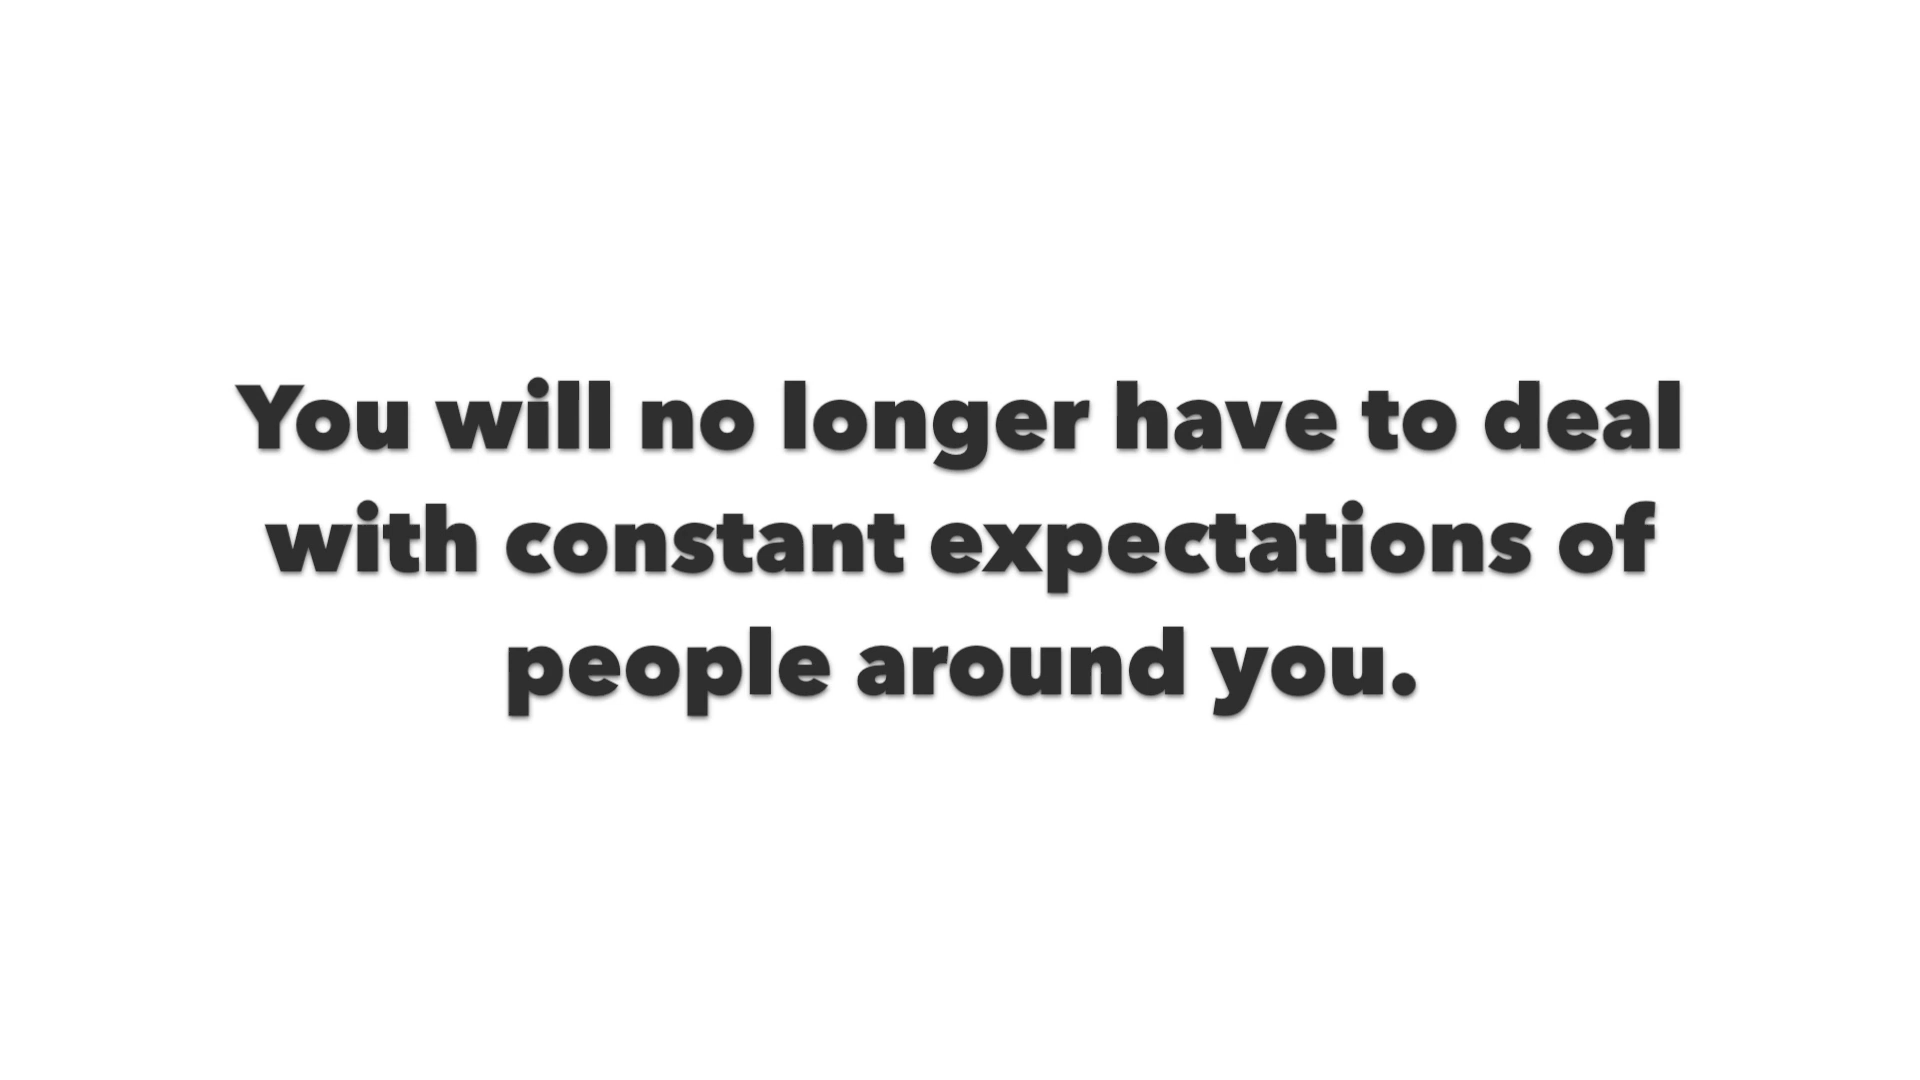 You will no longer have to deal
with constant expectations of
people around you.